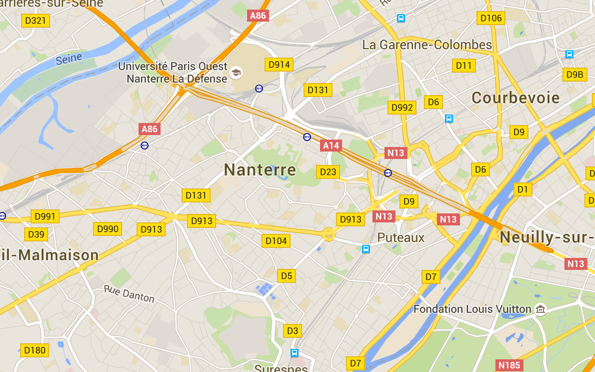 arrières-sur-Seine
D321
A86
D106
Seine
Université Paris Ouest
Nanterre La Défense
D914
La Garenne-Colombes
D11
D9B
D131
D992
D6
Courbevoie
A86
D9
A14
N13
Nanterre
D23
D6
D1
D131
D9
D991
D913
D913
N13
N13
D39
D990
D913
D104
Puteaux
Neuilly-sur-
il-Malmaison
N13
D5
D7
Rue Danton
Fondation Louis Vuitton
D3
D180
D7
N185
Suresnes